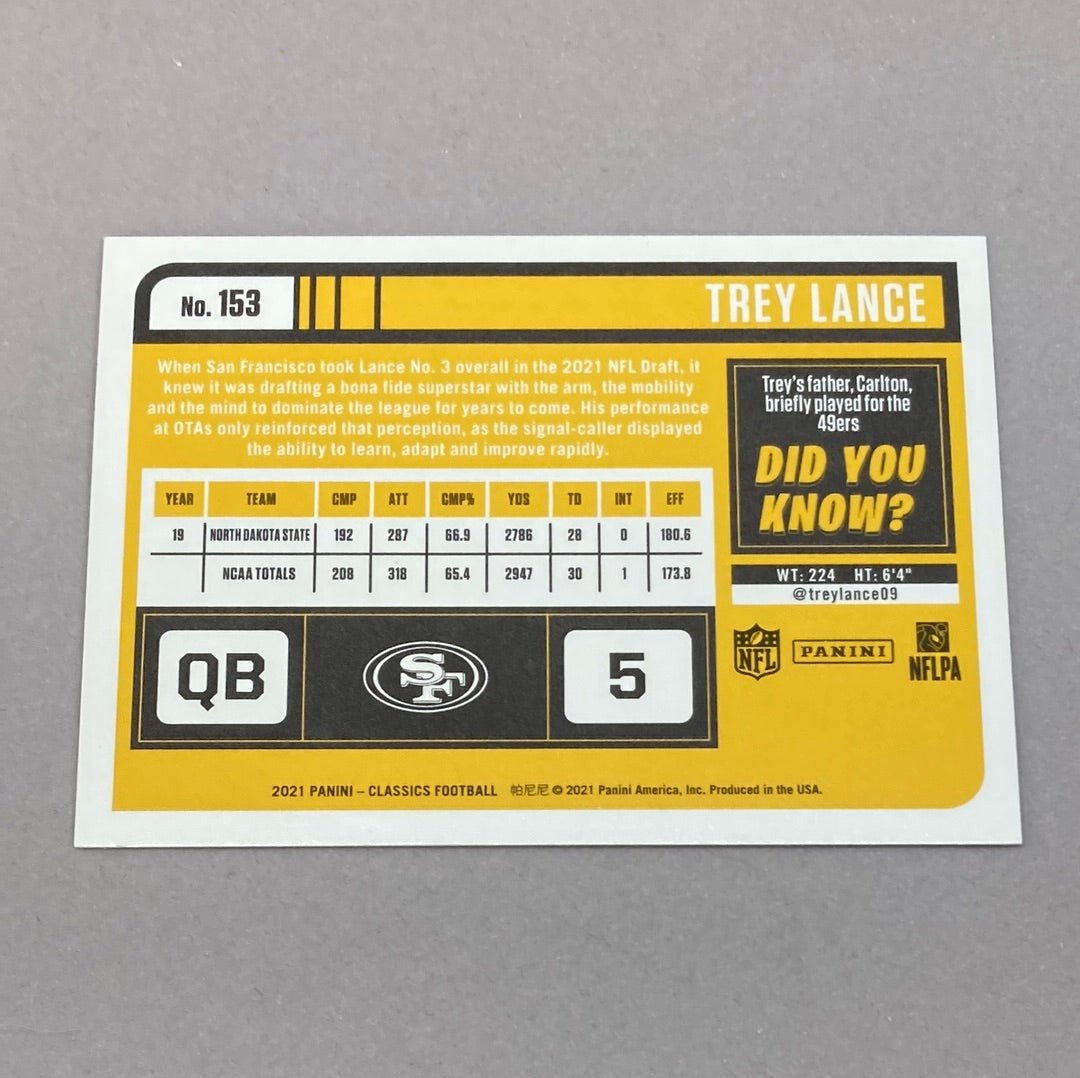 No. 153
TREY LANCE
When San Francisco took Lance No. 3 overall in the 2021 NFL Draft, it
knew it was drafting a bona fide superstar with the arm, the mobility
and the mind to dominate the league for years to come. His performance
at OTAs only reinforced that perception, as the signal-caller displayed
the ability to learn, adapt and improve rapidly.
Trey's father, Carlton,
briefly played for the
49ers
DID YOU
KNOW?
YEAR TEAM CMP ATT CMP% YDS TD INT EFF
19 NORTH DAKOTA STATE 192 287 66.9 2786 28 0 180.6
NCAA TOTALS 208 318 65.4 2947 30 1 173.8
WT: 224 HT: 6'4"
@treylance09
QB
SF
5
NFL
PANINI
NFLPA
2021 PANINI – CLASSICS FOOTBALL 帕尼尼 © 2021 Panini America, Inc. Produced in the USA.